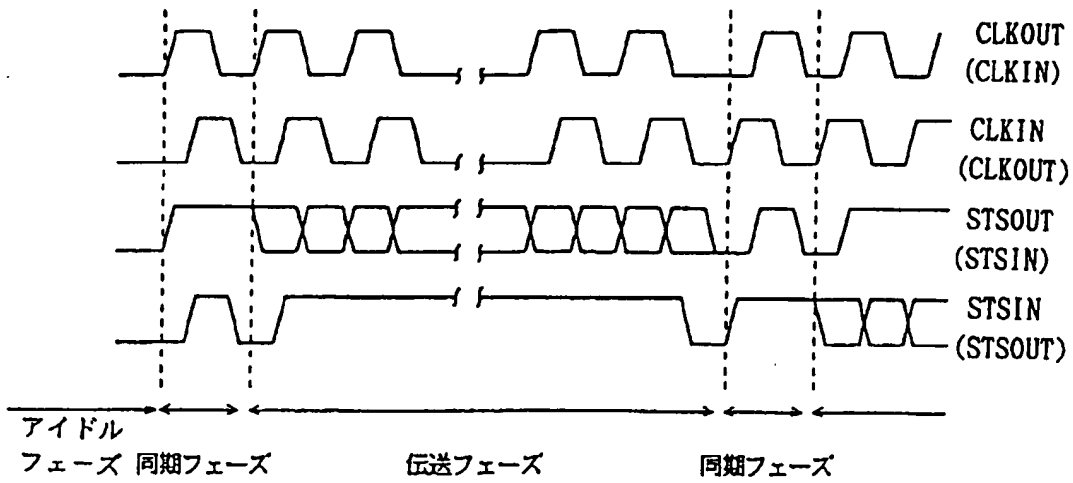 CLKOUT
(CLKIN)
CLKIN
(CLKOUT)
STSOUT
(STSIN)
STSIN
(STSOUT)
アイドル
フェーズ 同期フェーズ 伝送フェーズ 同期フェーズ